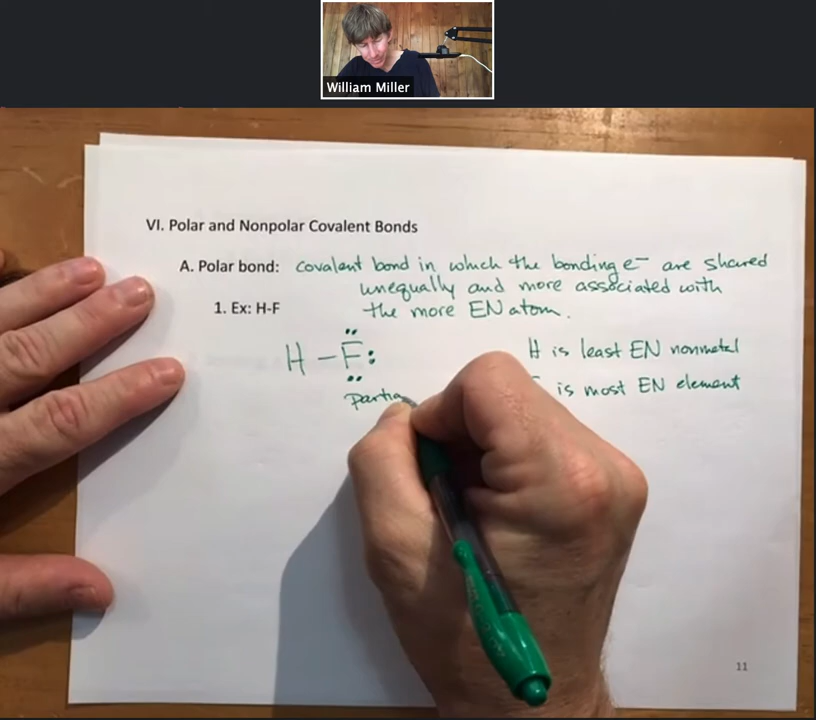 William Miller
VI. Polar and Nonpolar Covalent Bonds
A. Polar bond: covalent bond in which the bonding e⁻ are shared
unequally and more associated with
1. Ex: H-F the more EN atom.
H – F
H is least EN nonmetal
is most EN element
partia
11